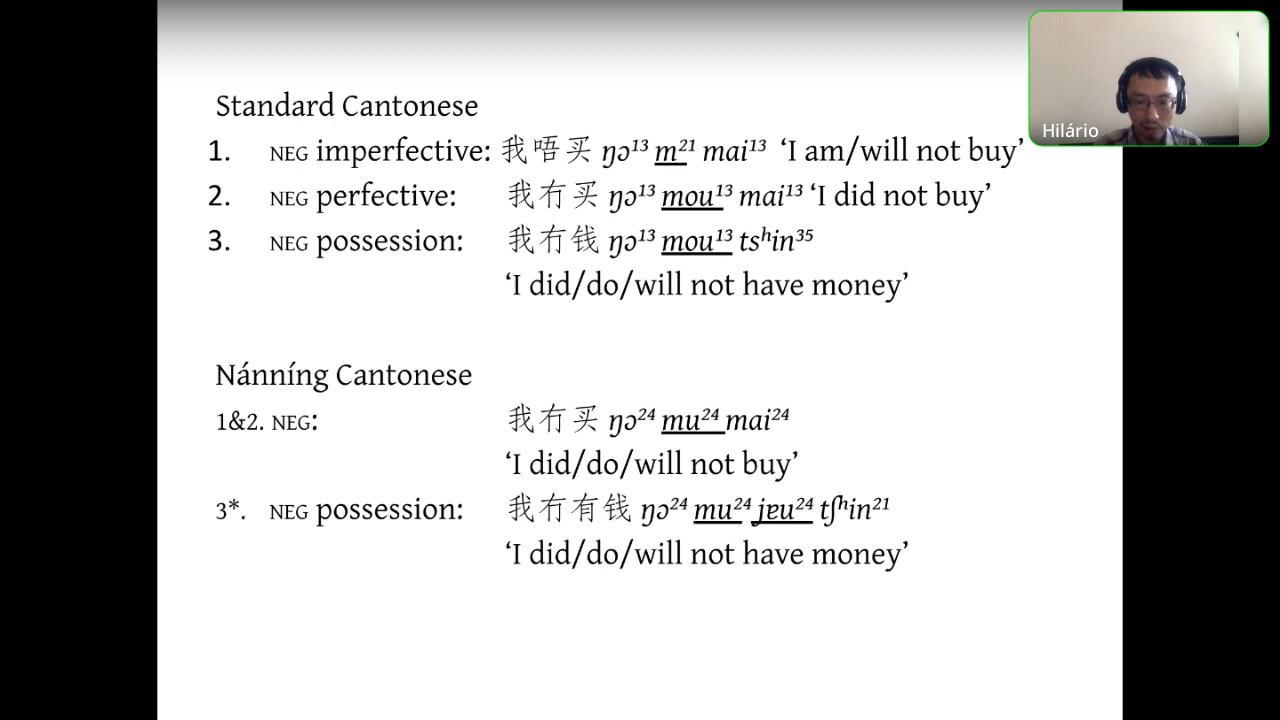 Standard Cantonese
1. NEG imperfective: 我唔买 ŋɔ¹³ m²¹ mai¹³ ‘I am/will not buy’
2. NEG perfective: 我冇买 ŋɔ¹³ mou¹³ mai¹³ ‘I did not buy’
3. NEG possession: 我冇钱 ŋɔ¹³ mou¹³ tsʰin³⁵
‘I did/do/will not have money’
Nánníng Cantonese
1&2. NEG: 我冇买 ŋɔ²⁴ mu²⁴ mai²⁴
‘I did/do/will not buy’
3*. NEG possession: 我冇有钱 ŋɔ²⁴ mu²⁴ jɐu²⁴ tʃʰin²¹
‘I did/do/will not have money’
Hilário